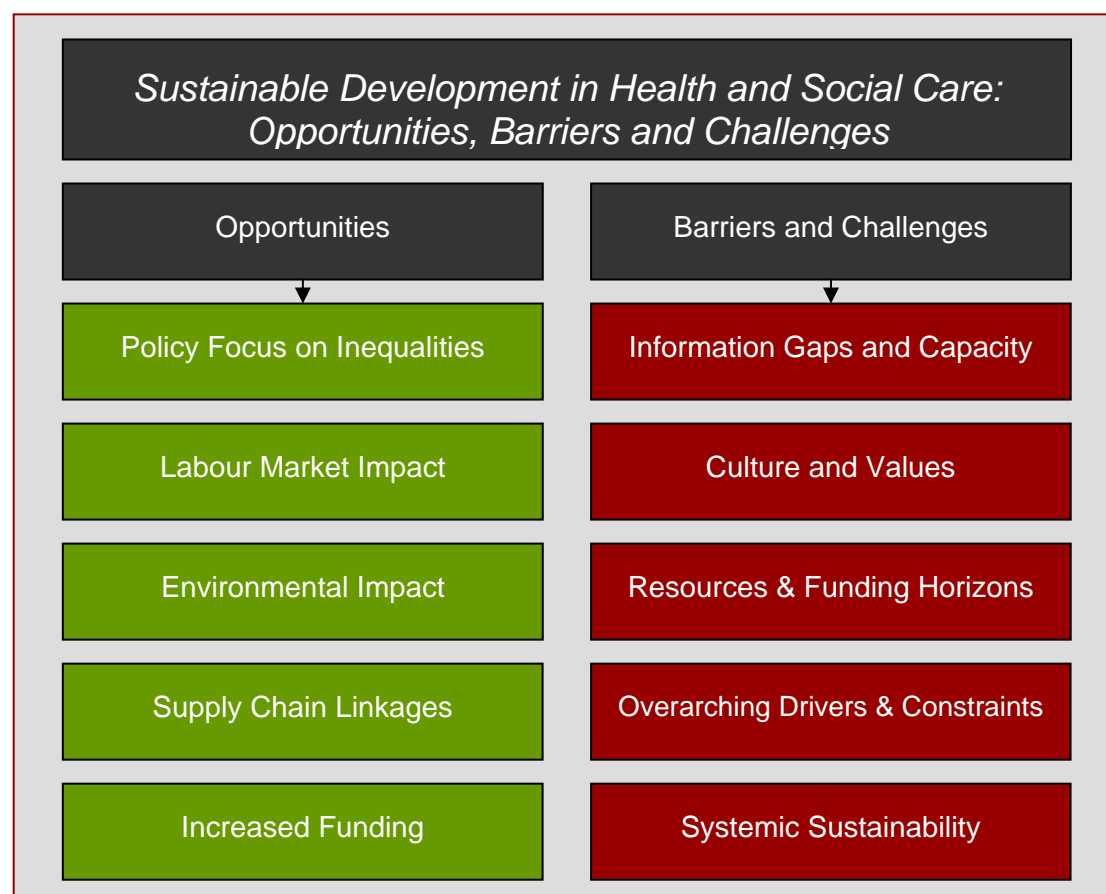 Sustainable Development in Health and Social Care:
Opportunities, Barriers and Challenges
Opportunities
Policy Focus on Inequalities
Labour Market Impact
Environmental Impact
Supply Chain Linkages
Increased Funding
Barriers and Challenges
Information Gaps and Capacity
Culture and Values
Resources & Funding Horizons
Overarching Drivers & Constraints
Systemic Sustainability